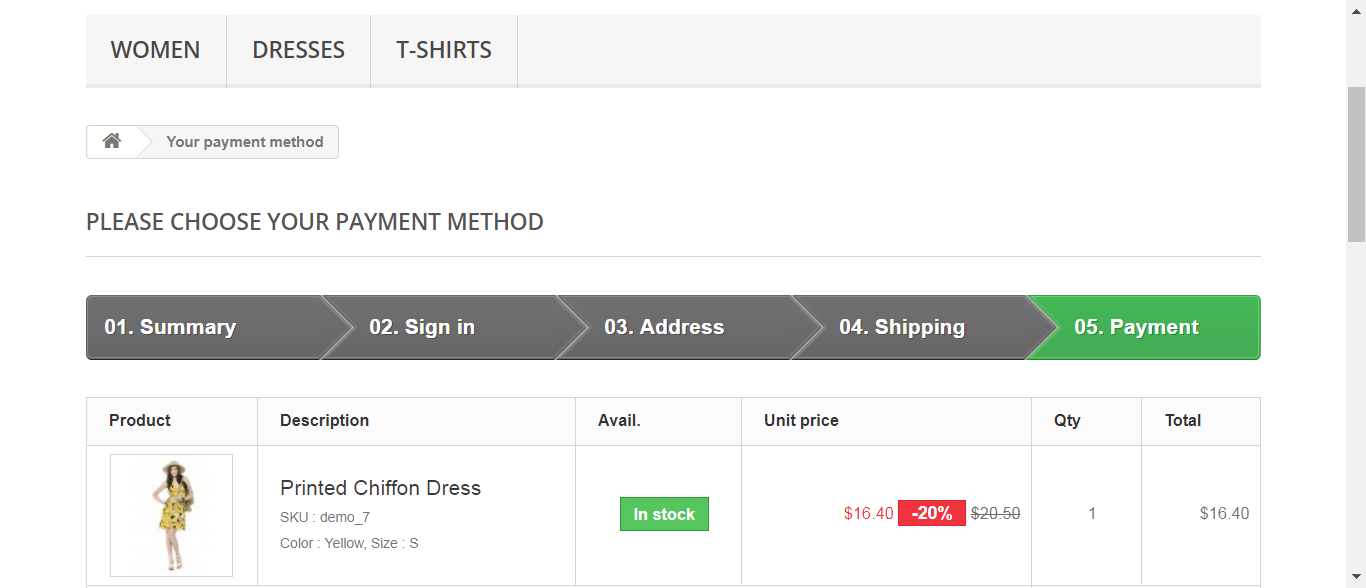 WOMEN DRESSES T-SHIRTS
Your payment method
PLEASE CHOOSE YOUR PAYMENT METHOD
01. Summary 02. Sign in 03. Address 04. Shipping 05. Payment
Product Description Avail. Unit price Qty Total
Printed Chiffon Dress
SKU : demo_7
Color : Yellow, Size : S
In stock
$16.40 -20% $20.50 1 $16.40